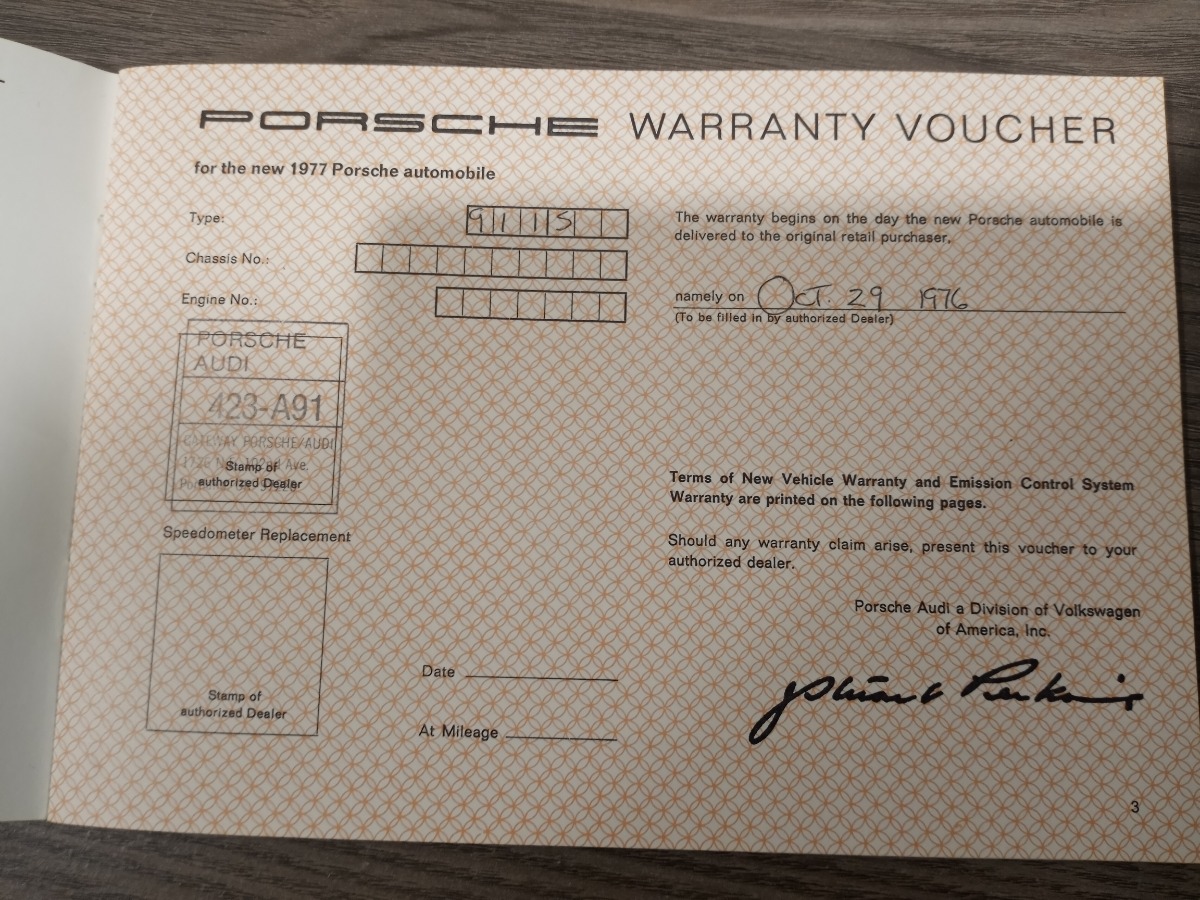 PORSCHE WARRANTY VOUCHER
for the new 1977 Porsche automobile
Type: 911S
Chassis No.:
Engine No.:
PORSCHE
AUDI
423-A91
GATEWAY PORSCHE/AUDI
Ave.
Stamp of
authorized Dealer
Speedometer Replacement
Stamp of
authorized Dealer
Date
At Mileage
The warranty begins on the day the new Porsche automobile is
delivered to the original retail purchaser,
namely on Oct. 29 1976
(To be filled in by authorized Dealer)
Terms of New Vehicle Warranty and Emission Control System
Warranty are printed on the following pages.
Should any warranty claim arise, present this voucher to your
authorized dealer.
Porsche Audi a Division of Volkswagen
of America, Inc.
3